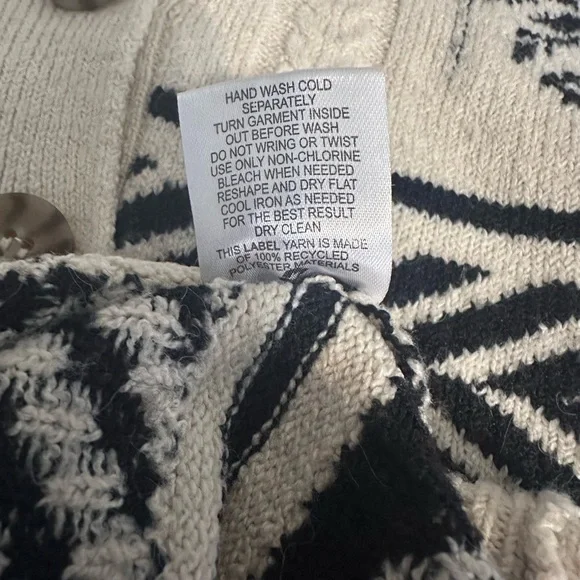 HAND WASH COLD
SEPARATELY
TURN GARMENT INSIDE
OUT BEFORE WASH
DO NOT WRING OR TWIST
USE ONLY NON-CHLORINE
BLEACH WHEN NEEDED
RESHAPE AND DRY FLAT
COOL IRON AS NEEDED
FOR THE BEST RESULT
DRY CLEAN
THIS LABEL YARN IS MADE
OF 100% RECYCLED
POLYESTER MATERIALS